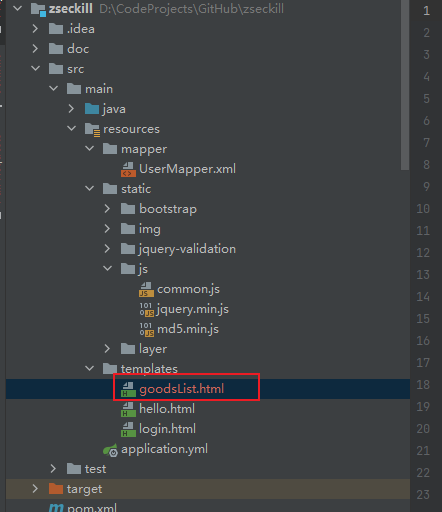 zseckill D:\CodeProjects\GitHub\zseckill
.idea
doc
src
main
java
resources
mapper
UserMapper.xml
static
bootstrap
img
jquery-validation
js
common.js
jquery.min.js
md5.min.js
layer
templates
goodsList.html
hello.html
login.html
application.yml
test
target
pom.xml
1
2
3
4
5
6
7
8
9
10
11
12
13
14
15
16
17
18
19
20
21
22
23